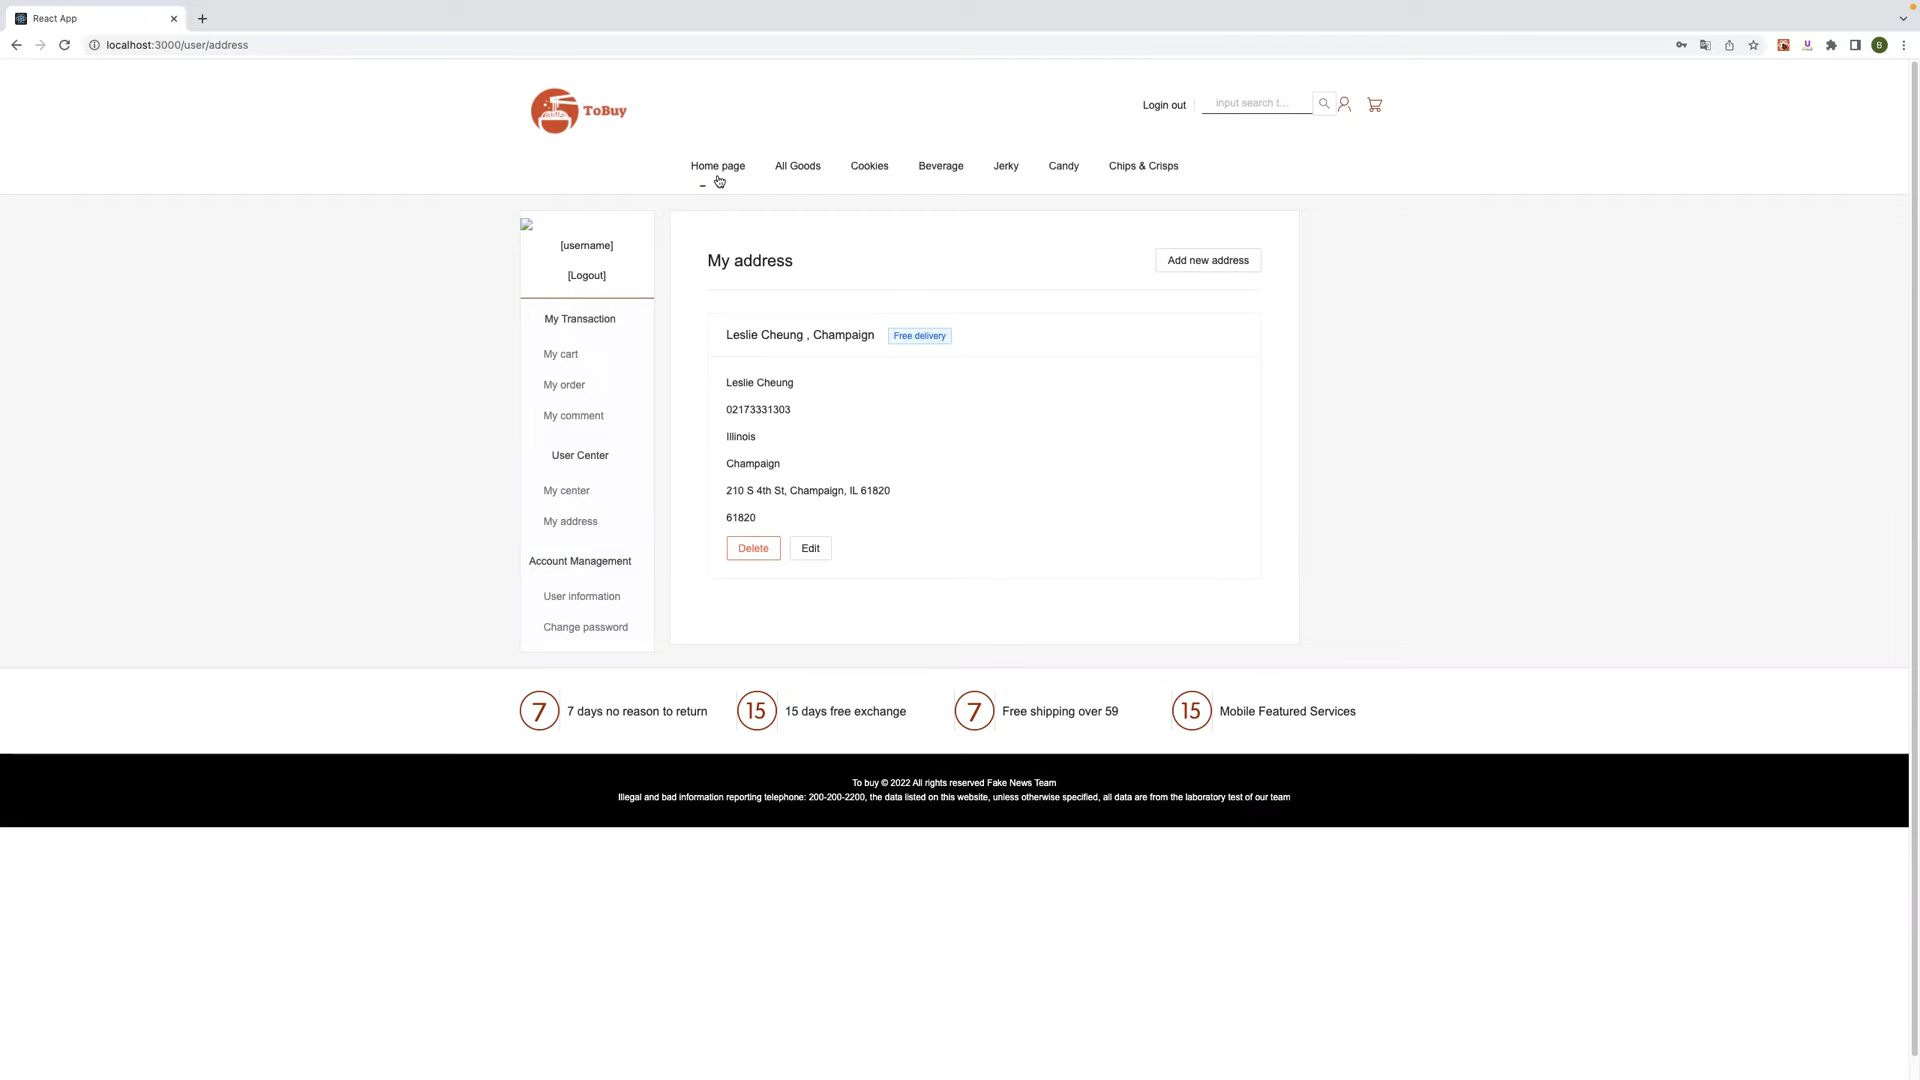 React App
localhost:3000/user/address
B
ToBuy
Login out
input search t...
Home page
All Goods
Cookies
Beverage
Jerky
Candy
Chips & Crisps
[username]
[Logout]
My Transaction
My cart
My order
My comment
User Center
My center
My address
Account Management
User information
Change password
My address
Add new address
Leslie Cheung , Champaign
Free delivery
Leslie Cheung
02173331303
Illinois
Champaign
210 S 4th St, Champaign, IL 61820
61820
Delete
Edit
7 7 days no reason to return
15 15 days free exchange
7 Free shipping over 59
15 Mobile Featured Services
To buy © 2022 All rights reserved Fake News Team
Illegal and bad information reporting telephone: 200-200-2200, the data listed on this website, unless otherwise specified, all data are from the laboratory test of our team